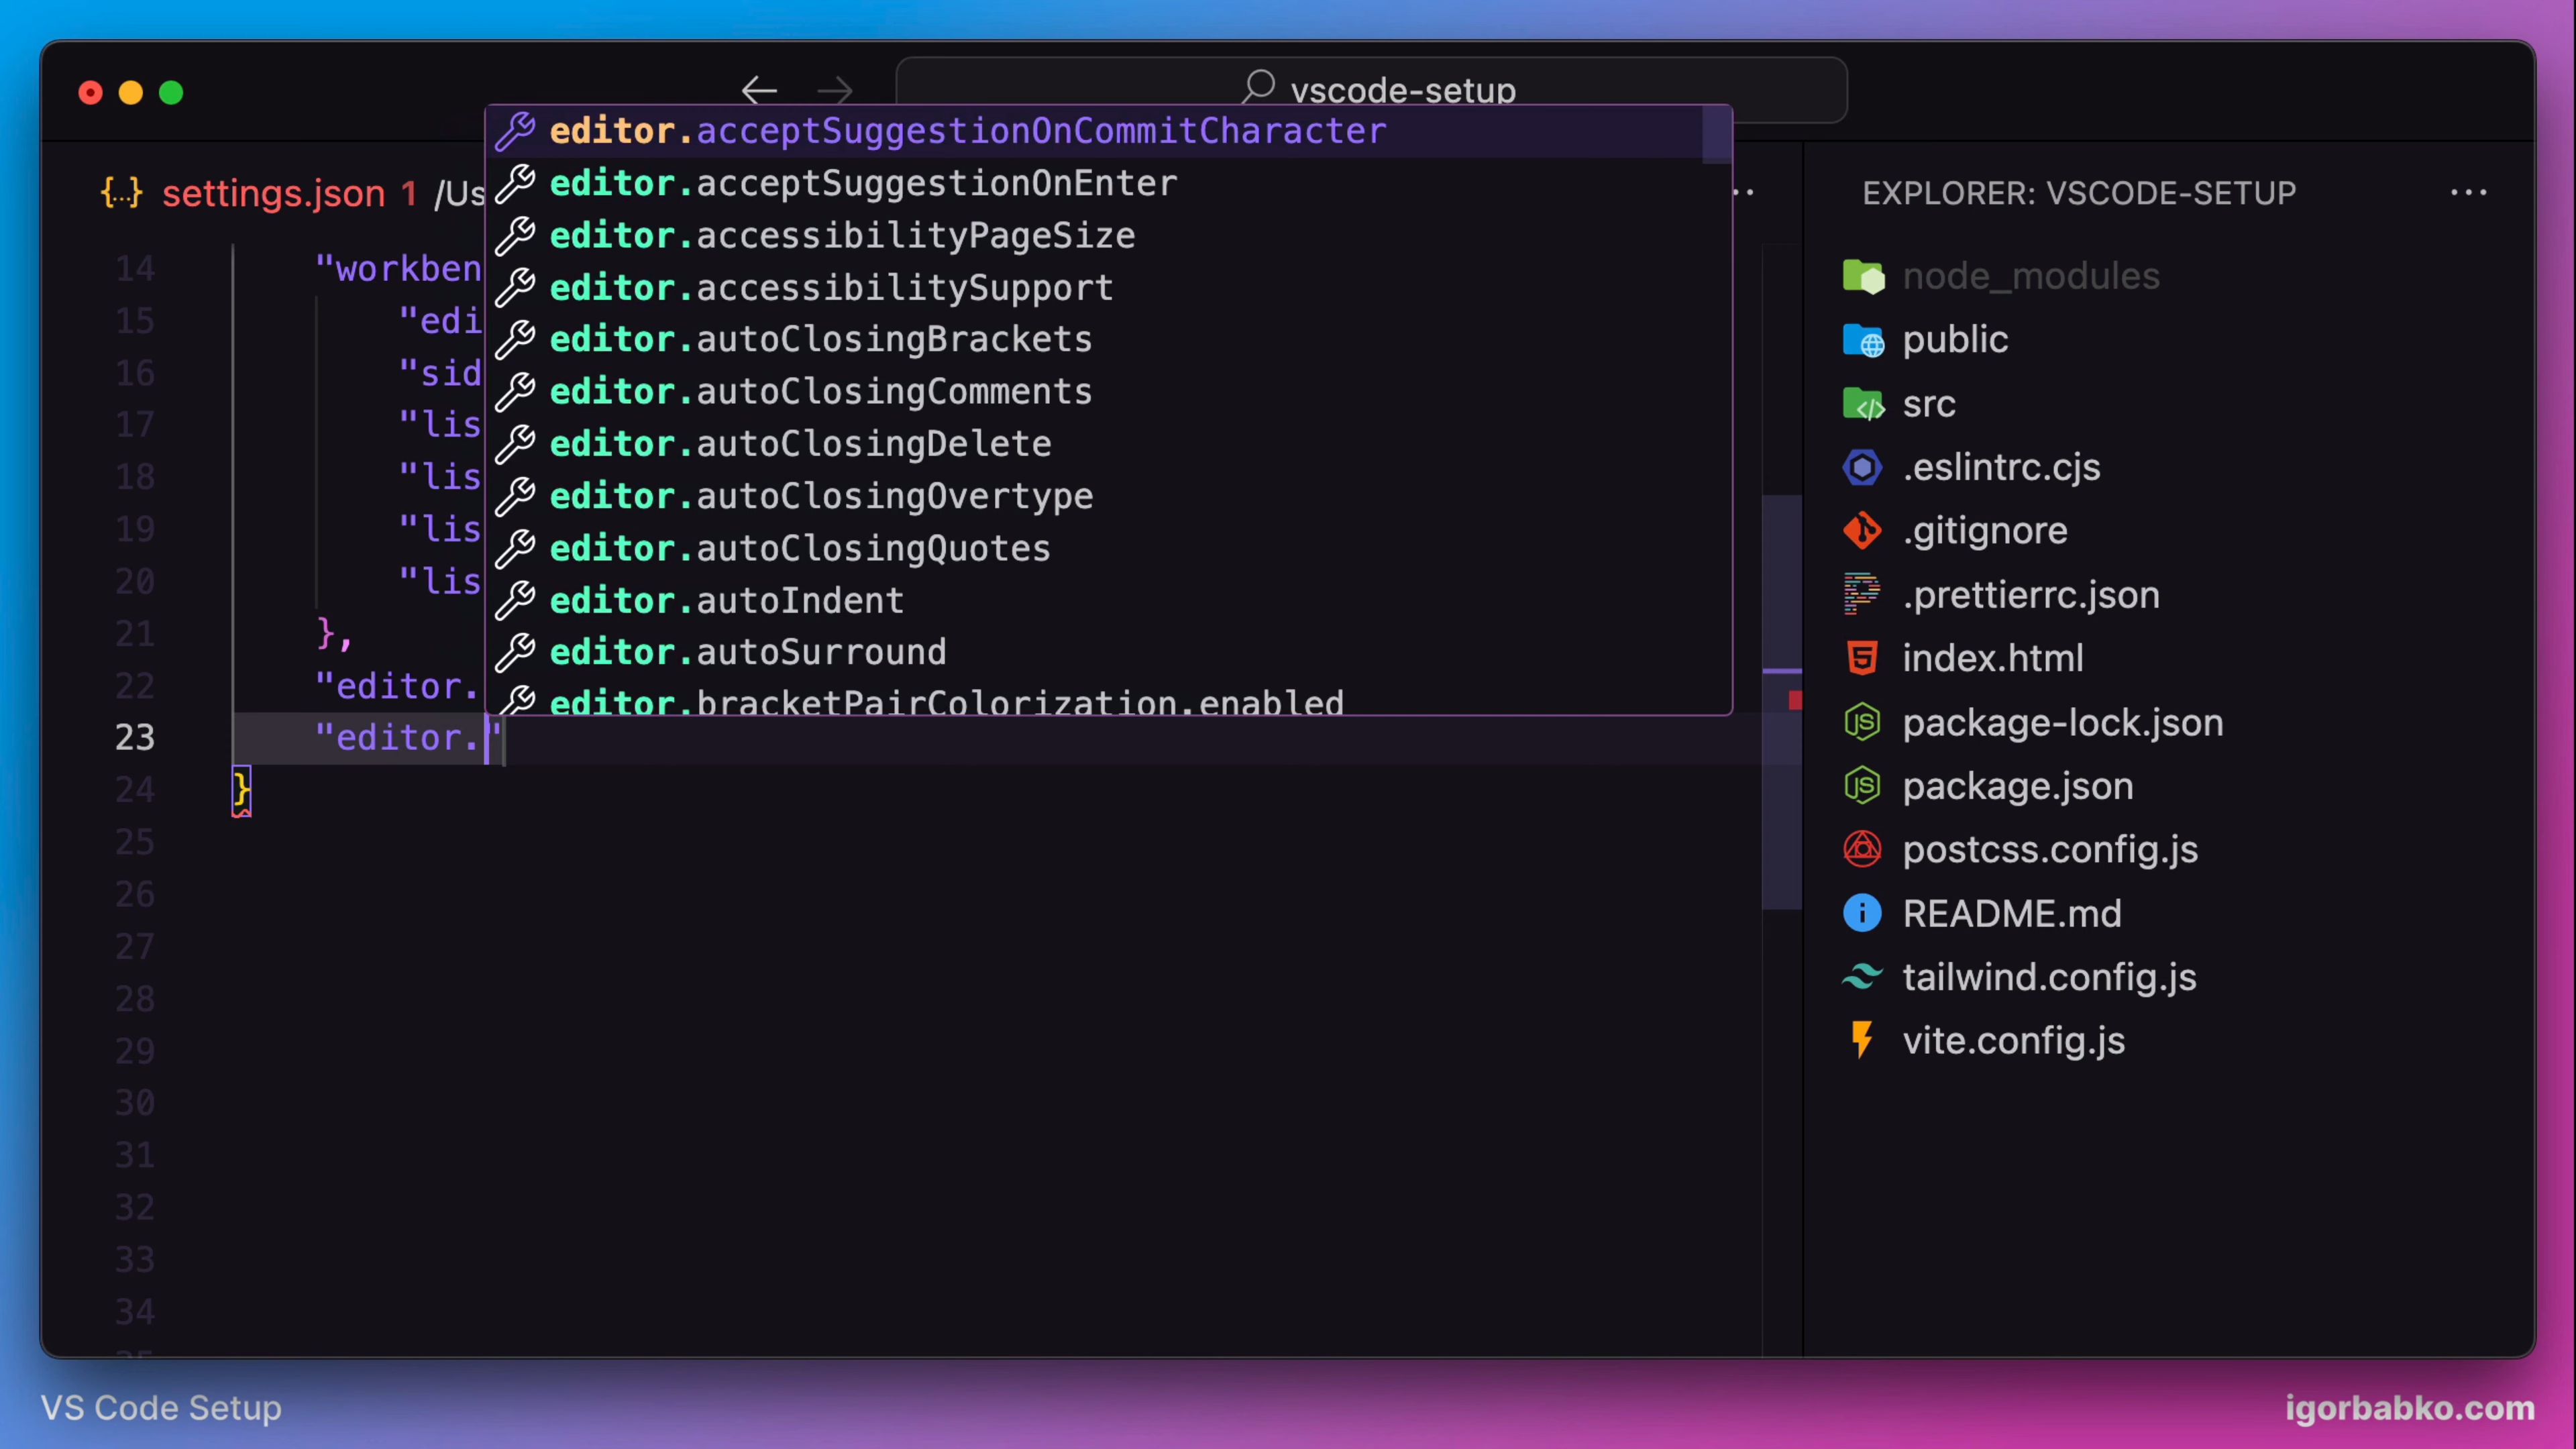 vscode-setup
settings.json 1 /Us
EXPLORER: VSCODE-SETUP
editor.acceptSuggestionOnCommitCharacter
editor.acceptSuggestionOnEnter
editor.accessibilityPageSize
editor.accessibilitySupport
editor.autoClosingBrackets
editor.autoClosingComments
editor.autoClosingDelete
editor.autoClosingOvertype
editor.autoClosingQuotes
editor.autoIndent
editor.autoSurround
editor.bracketPairColorization.enabled
14 "workben
15 "edi
16 "sid
17 "lis
18 "lis
19 "lis
20 "lis
21 },
22 "editor.
23 "editor."
24 }
25
26
27
28
29
30
31
32
33
34
node_modules
public
src
.eslintrc.cjs
.gitignore
.prettierrc.json
index.html
package-lock.json
package.json
postcss.config.js
README.md
tailwind.config.js
vite.config.js
VS Code Setup
igorbabko.com